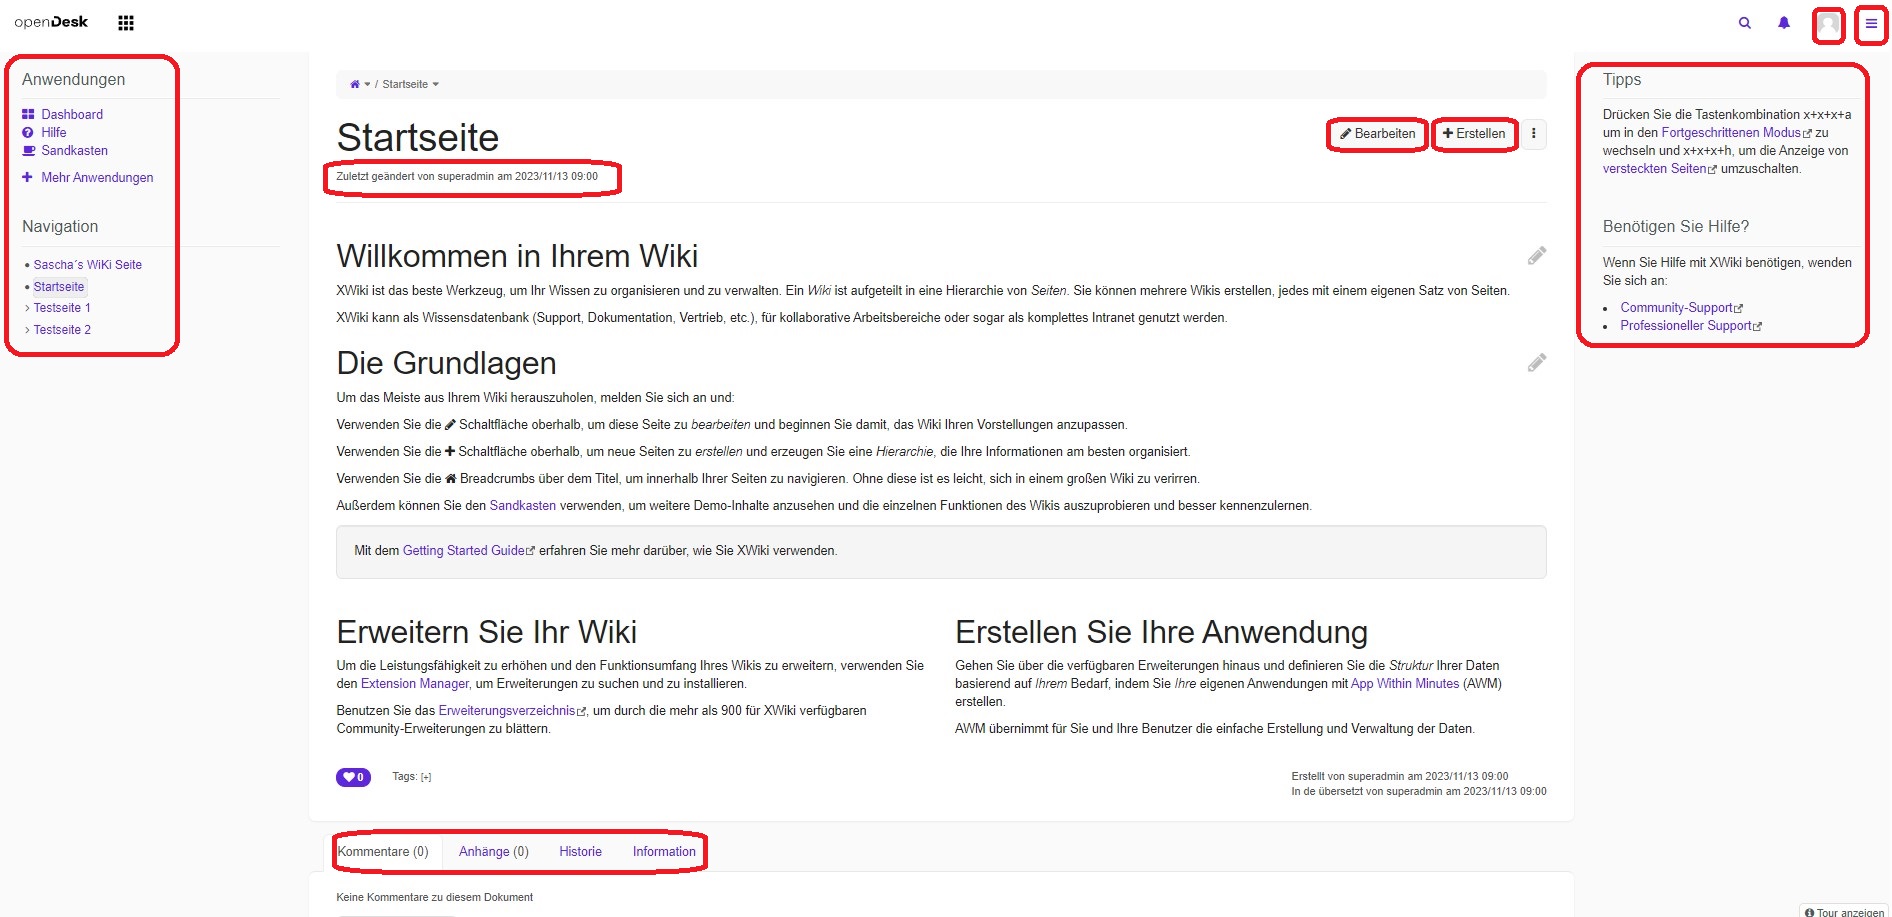 openDesk
Anwendungen
Dashboard
Hilfe
Sandkasten
Mehr Anwendungen
Navigation
Sascha´s WiKi Seite
Startseite
Testseite 1
Testseite 2
/ Startseite
Startseite
Bearbeiten
Erstellen
Zuletzt geändert von superadmin am 2023/11/13 09:00
Willkommen in Ihrem Wiki
XWiki ist das beste Werkzeug, um Ihr Wissen zu organisieren und zu verwalten. Ein Wiki ist aufgeteilt in eine Hierarchie von Seiten. Sie können mehrere Wikis erstellen, jedes mit einem eigenen Satz von Seiten.
XWiki kann als Wissensdatenbank (Support, Dokumentation, Vertrieb, etc.), für kollaborative Arbeitsbereiche oder sogar als komplettes Intranet genutzt werden.
Die Grundlagen
Um das Meiste aus Ihrem Wiki herauszuholen, melden Sie sich an und:
Verwenden Sie die Schaltfläche oberhalb, um diese Seite zu bearbeiten und beginnen Sie damit, das Wiki Ihren Vorstellungen anzupassen.
Verwenden Sie die Schaltfläche oberhalb, um neue Seiten zu erstellen und erzeugen Sie eine Hierarchie, die Ihre Informationen am besten organisiert.
Verwenden Sie die Breadcrumbs über dem Titel, um innerhalb Ihrer Seiten zu navigieren. Ohne diese ist es leicht, sich in einem großen Wiki zu verirren.
Außerdem können Sie den Sandkasten verwenden, um weitere Demo-Inhalte anzusehen und die einzelnen Funktionen des Wikis auszuprobieren und besser kennenzulernen.
Mit dem Getting Started Guide erfahren Sie mehr darüber, wie Sie XWiki verwenden.
Erweitern Sie Ihr Wiki
Um die Leistungsfähigkeit zu erhöhen und den Funktionsumfang Ihres Wikis zu erweitern, verwenden Sie
den Extension Manager, um Erweiterungen zu suchen und zu installieren.
Benutzen Sie das Erweiterungsverzeichnis, um durch die mehr als 900 für XWiki verfügbaren
Community-Erweiterungen zu blättern.
Erstellen Sie Ihre Anwendung
Gehen Sie über die verfügbaren Erweiterungen hinaus und definieren Sie die Struktur Ihrer Daten
basierend auf Ihrem Bedarf, indem Sie Ihre eigenen Anwendungen mit App Within Minutes (AWM)
erstellen.
AWM übernimmt für Sie und Ihre Benutzer die einfache Erstellung und Verwaltung der Daten.
0
Tags: [+]
Erstellt von superadmin am 2023/11/13 09:00
In de übersetzt von superadmin am 2023/11/13 09:00
Kommentare (0)
Anhänge (0)
Historie
Information
Keine Kommentare zu diesem Dokument
Tipps
Drücken Sie die Tastenkombination x+x+x+a
um in den Fortgeschrittenen Modus zu
wechseln und x+x+x+h, um die Anzeige von
versteckten Seiten umzuschalten.
Benötigen Sie Hilfe?
Wenn Sie Hilfe mit XWiki benötigen, wenden
Sie sich an:
Community-Support
Professioneller Support
Tour anzeigen